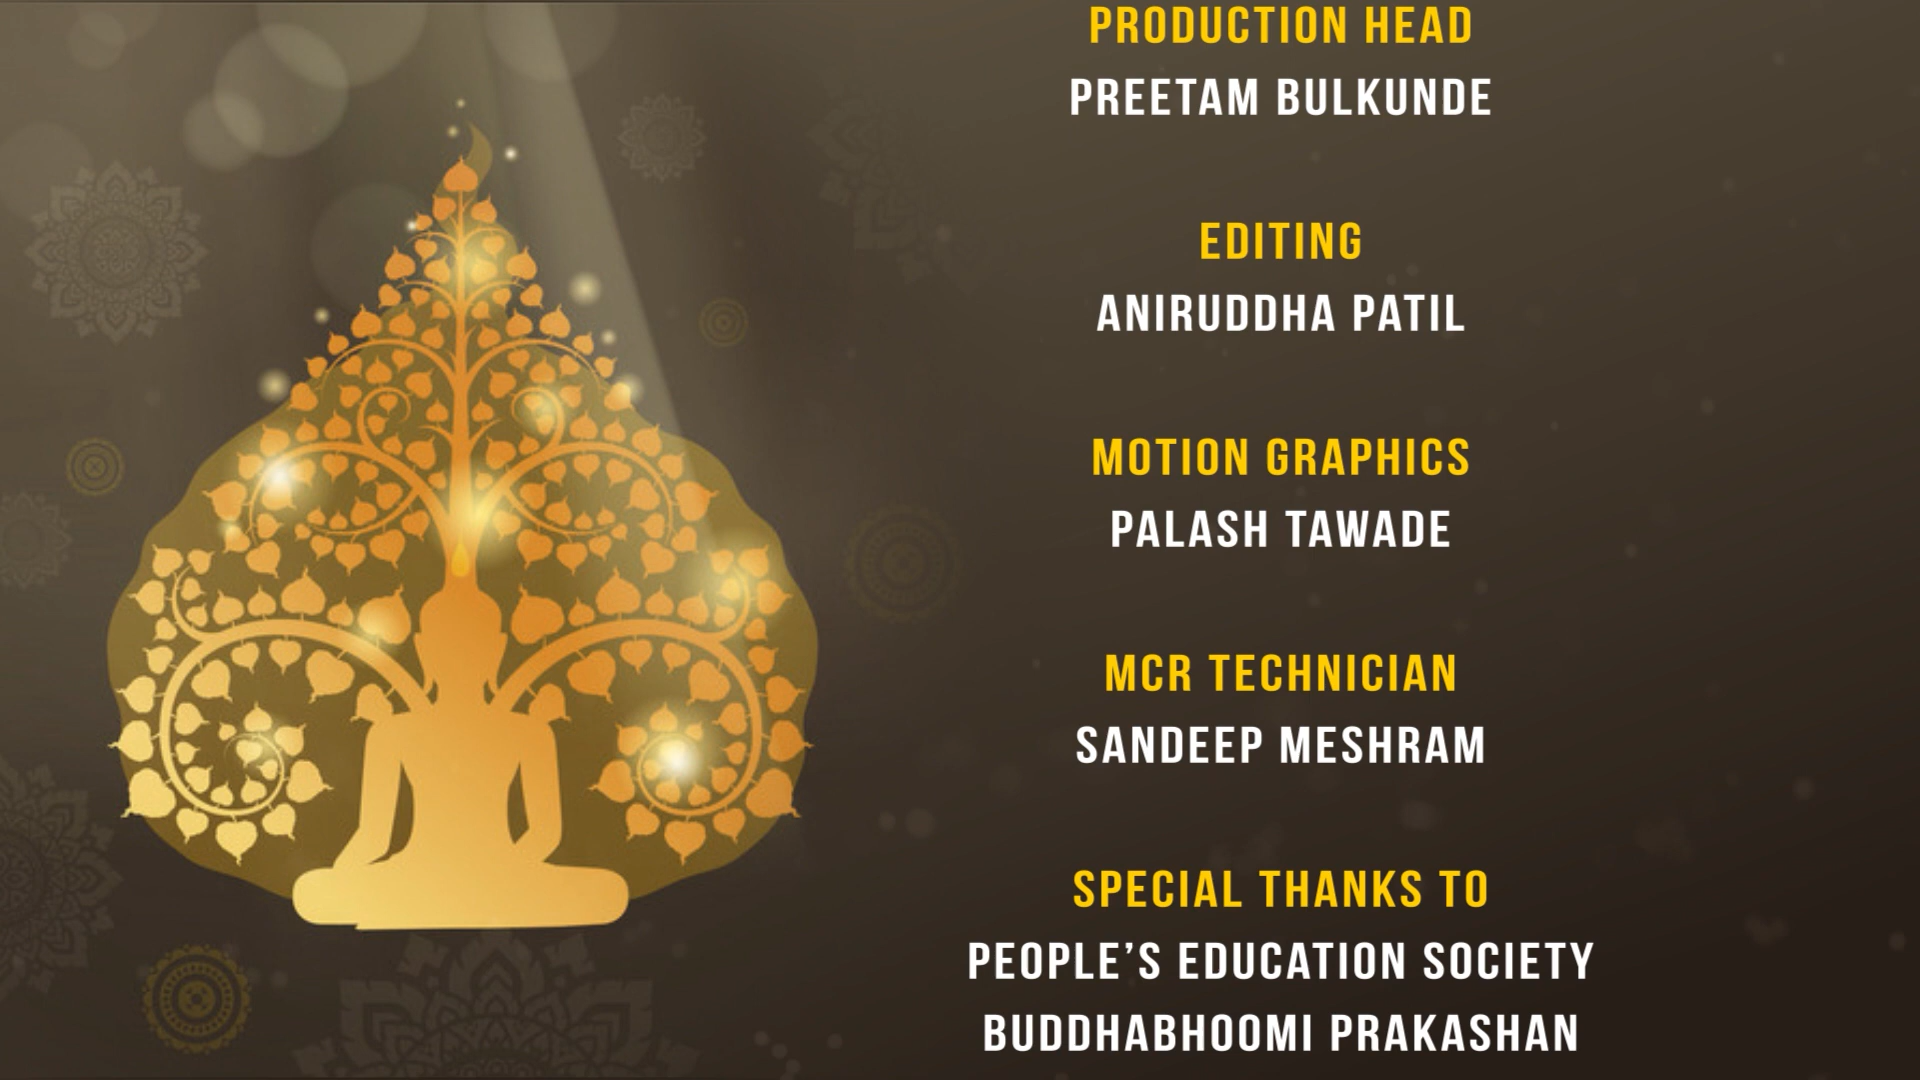 PRODUCTION HEAD
PREETAM BULKUNDE
EDITING
ANIRUDDHA PATIL
MOTION GRAPHICS
PALASH TAWADE
MCR TECHNICIAN
SANDEEP MESHRAM
SPECIAL THANKS TO
PEOPLE’S EDUCATION SOCIETY
BUDDHABHOOMI PRAKASHAN